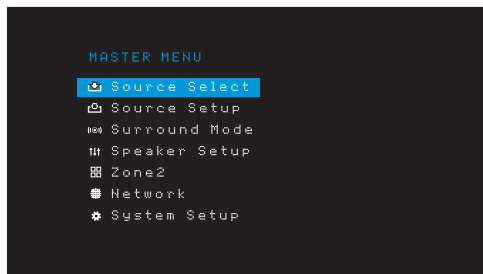 MASTER MENU
Source Select
Source Setup
Surround Mode
Speaker Setup
Zone2
Network
System Setup